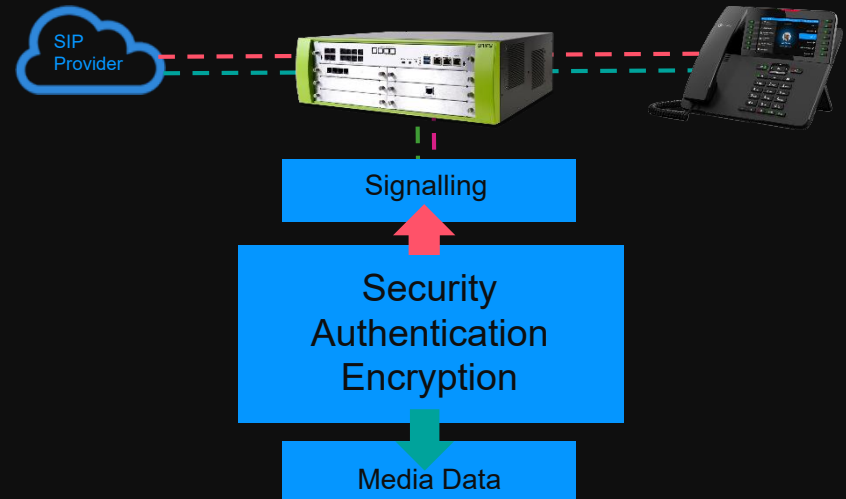 SIP
Provider
Signalling
Security
Authentication
Encryption
Media Data